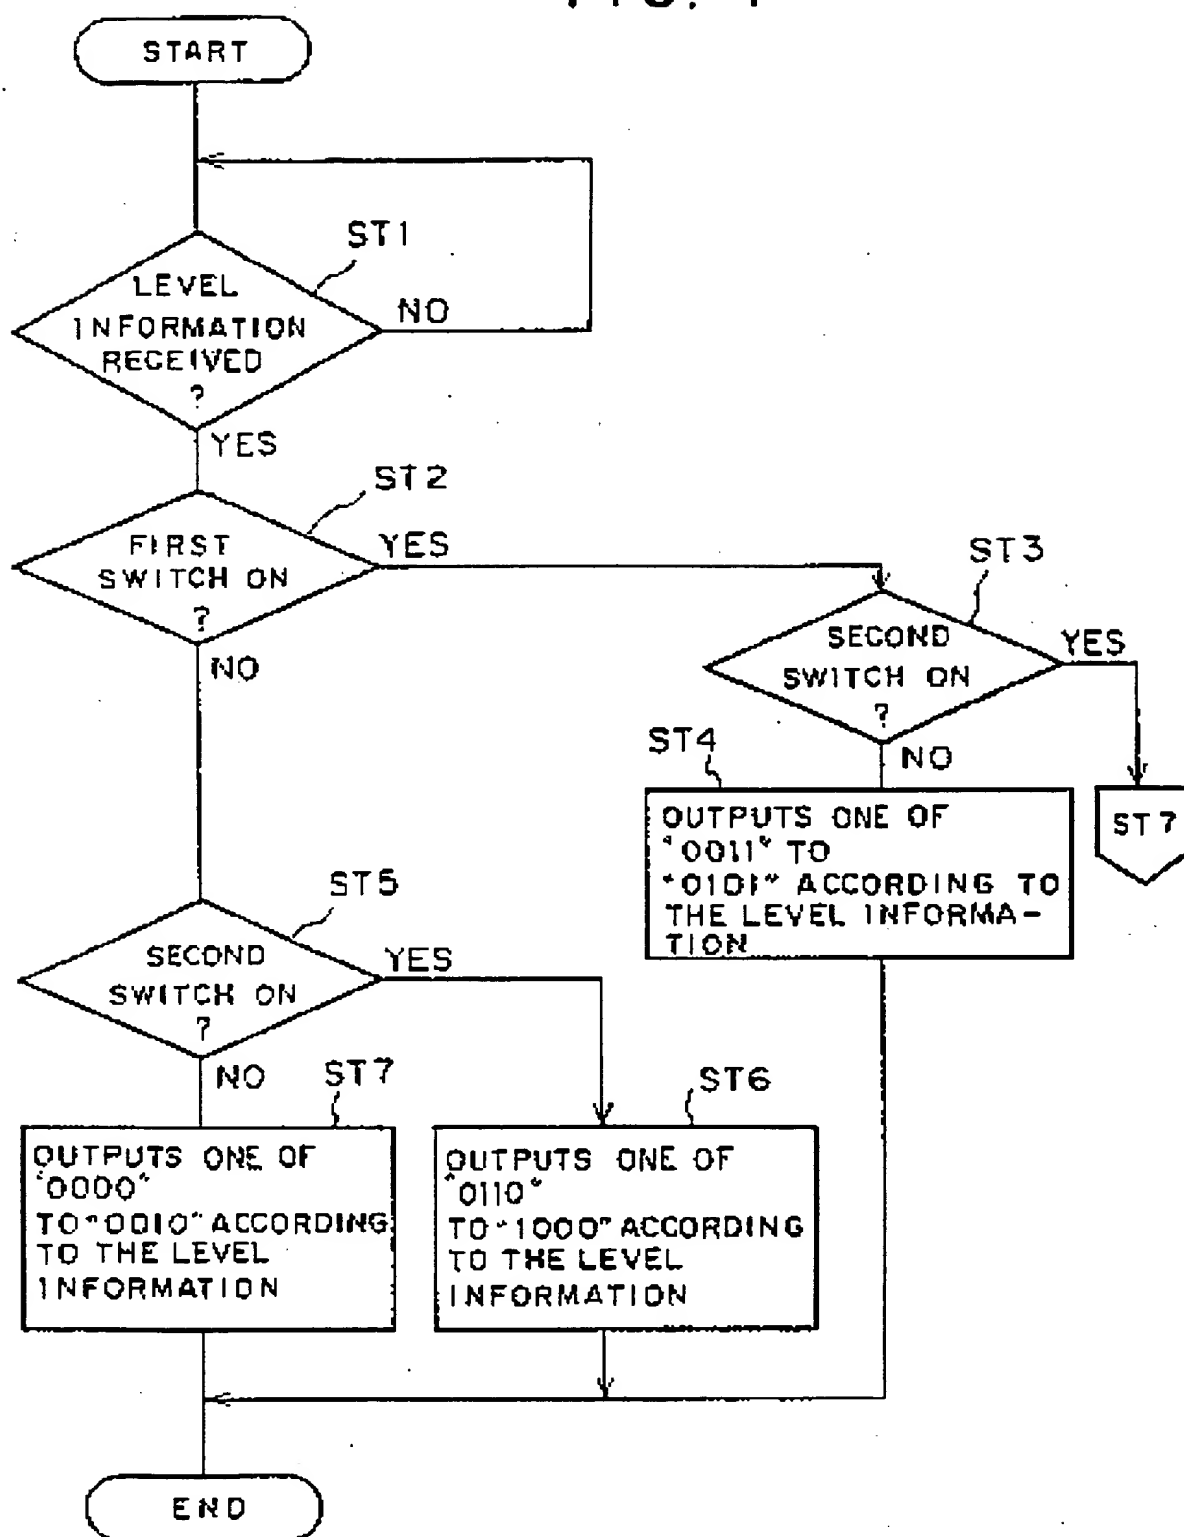 START
ST1
LEVEL
INFORMATION
RECEIVED
?
NO
YES
ST2
FIRST
SWITCH ON
?
YES
NO
ST3
SECOND
SWITCH ON
?
YES
NO
ST4
OUTPUTS ONE OF
"0011" TO
"0101" ACCORDING TO
THE LEVEL INFORMA-
TION
ST7
ST5
SECOND
SWITCH ON
?
YES
NO
ST7
OUTPUTS ONE OF
"0000"
TO "0010" ACCORDING
TO THE LEVEL
INFORMATION
ST6
OUTPUTS ONE OF
"0110"
TO "1000" ACCORDING
TO THE LEVEL
INFORMATION
END